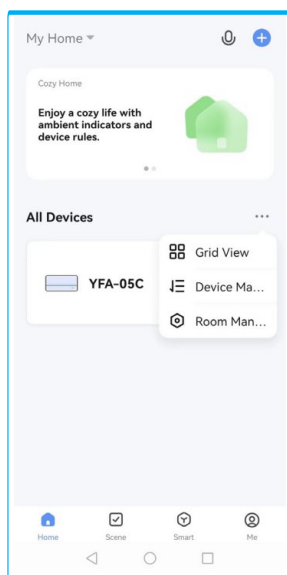 My Home
Cozy Home
Enjoy a cozy life with
ambient indicators and
device rules.
All Devices
Grid View
YFA-05C
Device Ma...
Room Man...
Home
Scene
Smart
Me